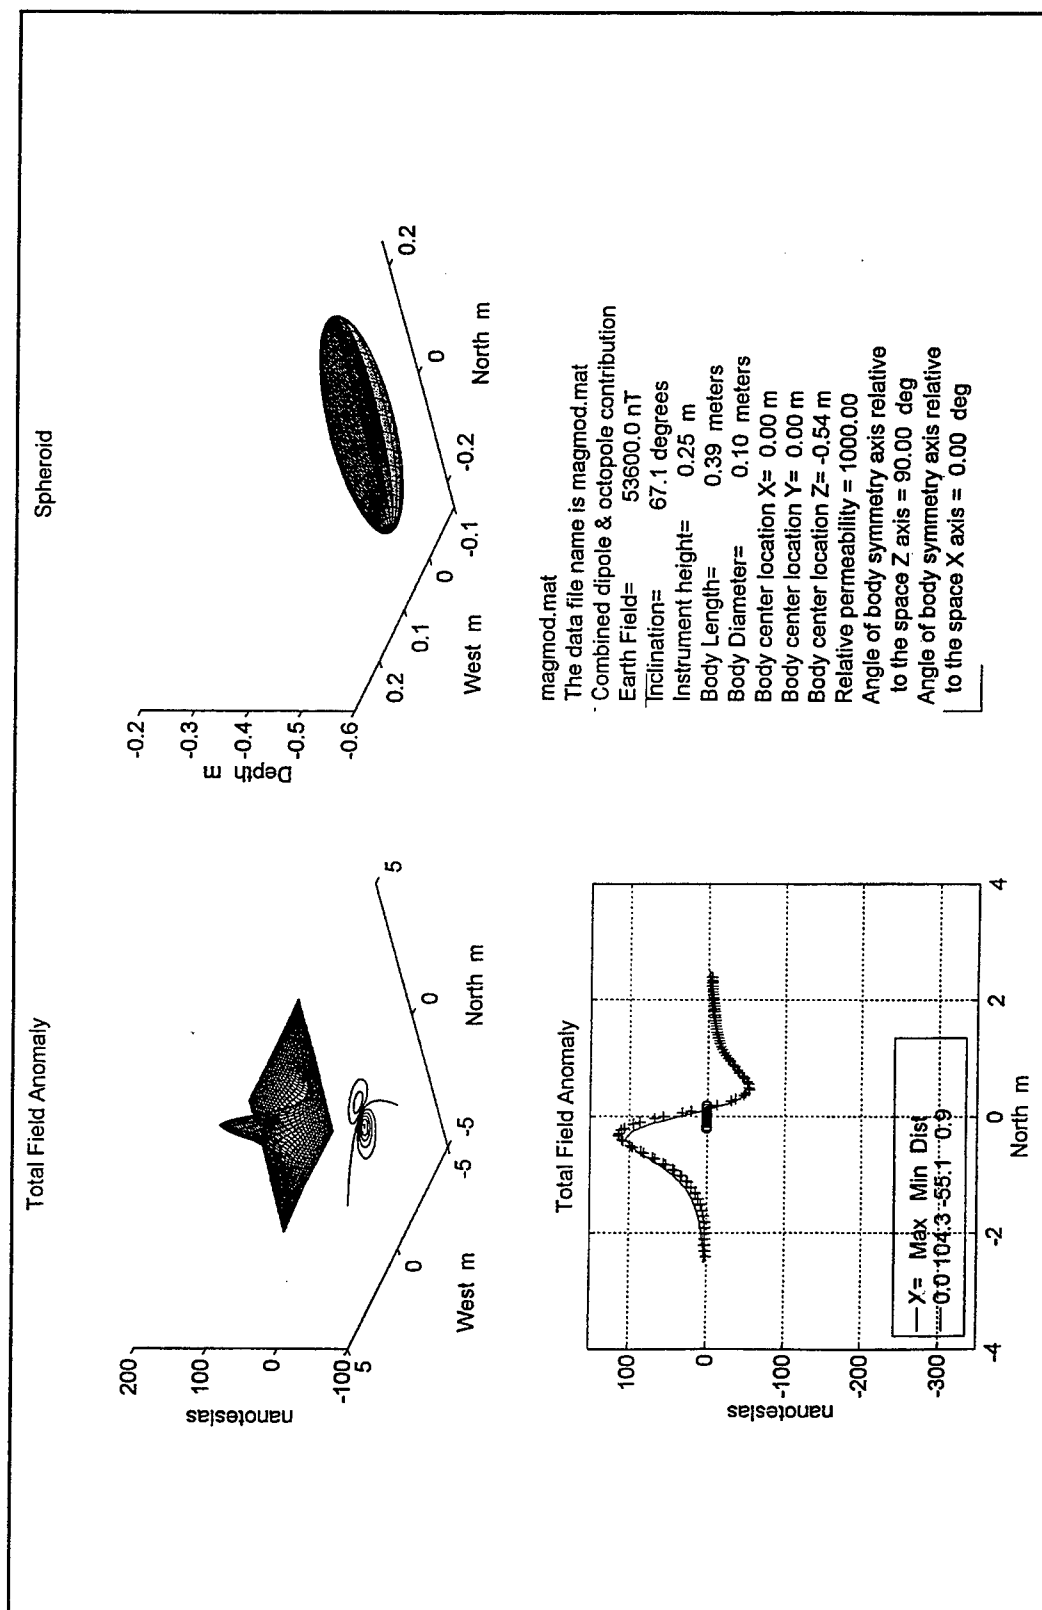 Total Field Anomaly
200
100
0
-100
nanoteslas
5
0
-5
West m
-5
0
5
North m
Spheroid
-0.2
-0.3
-0.4
-0.5
-0.6
Depth m
0.2
0.1
0
-0.1
West m
-0.2
0
0.2
North m
Total Field Anomaly
100
0
-100
-200
-300
nanoteslas
-4
-2
0
2
4
North m
X= Max Min Dist
0.0 104.3 -55.1 0.9
magmod.mat
The data file name is magmod.mat
Combined dipole & octopole contribution
Earth Field= 53600.0 nT
Inclination= 67.1 degrees
Instrument height= 0.25 m
Body Length= 0.39 meters
Body Diameter= 0.10 meters
Body center location X= 0.00 m
Body center location Y= 0.00 m
Body center location Z= -0.54 m
Relative permeability = 1000.00
Angle of body symmetry axis relative
to the space Z axis = 90.00 deg
Angle of body symmetry axis relative
to the space X axis = 0.00 deg